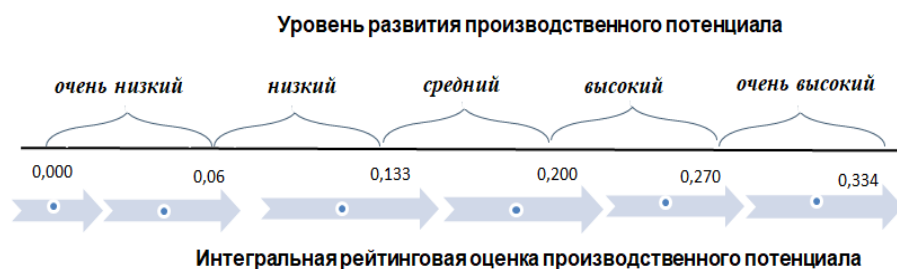 Уровень развития производственного потенциала
очень низкий низкий средний высокий очень высокий
0,000 0,06 0,133 0,200 0,270 0,334
Интегральная рейтинговая оценка производственного потенциала